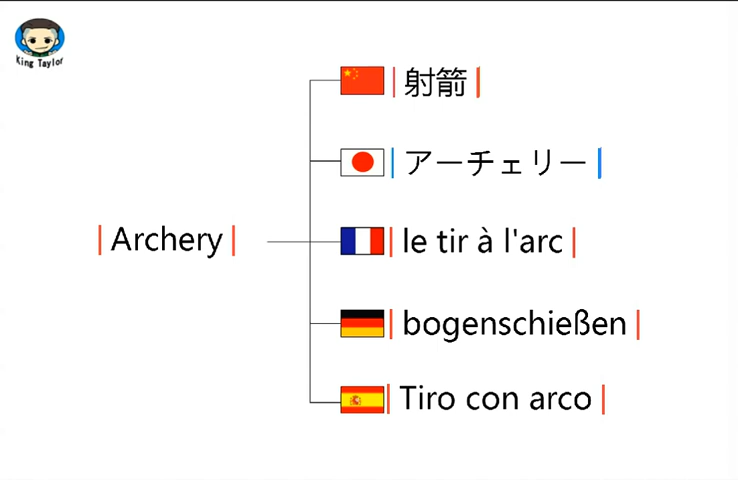 King Taylor
射箭
アーチェリー
Archery
le tir à l'arc
bogenschießen
Tiro con arco